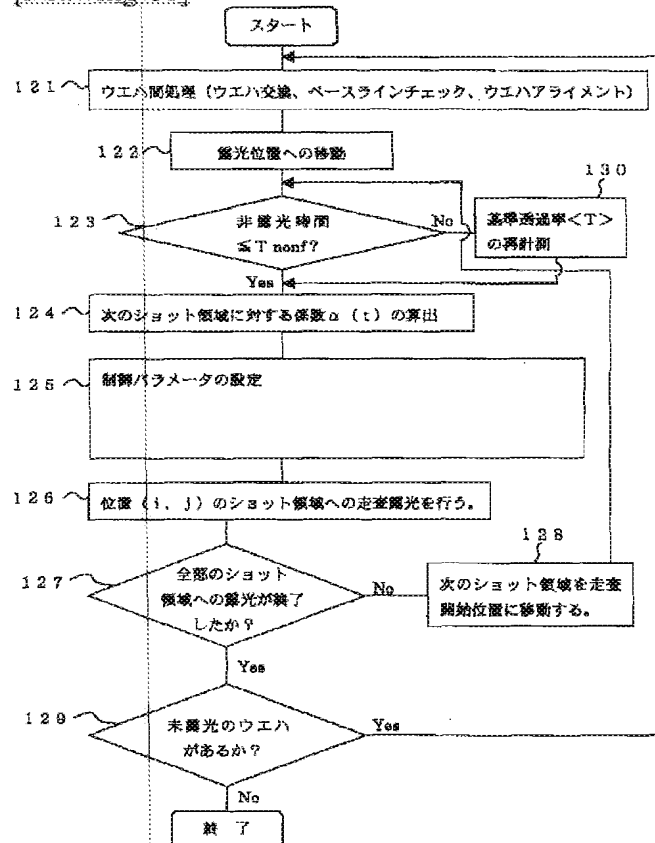 スタート
121
ウエハ間処理(ウエハ交換、ベースラインチェック、ウエハアライメント)
122
露光位置への移動
130
123
非露光時間
≦T nonf?
No
基準透過率<T>
の再計測
Yes
124
次のショット領域に対する係数α (t) の算出
125
制御パラメータの設定
126
位置 (i, j) のショット領域への走査露光を行う。
128
127
全部のショット
領域への露光が終了
したか?
No
次のショット領域を走査
開始位置に移動する。
Yes
129
未露光のウエハ
があるか?
Yes
No
終 了